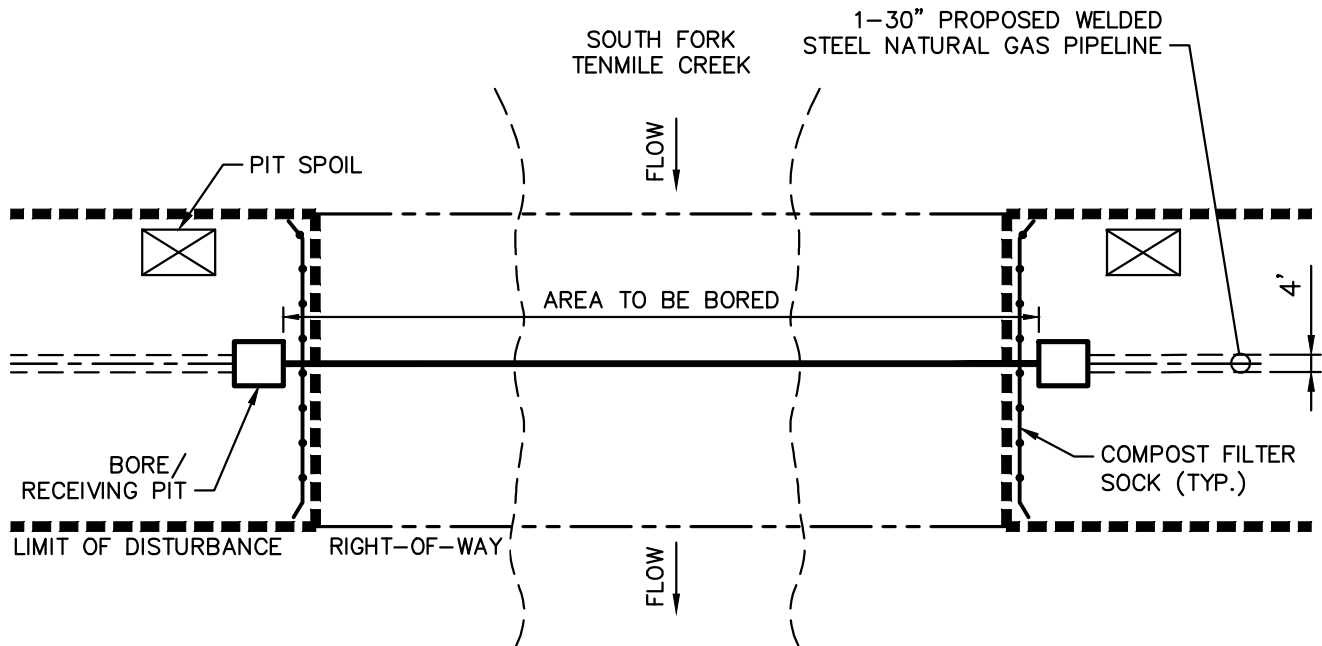 1-30" PROPOSED WELDED
STEEL NATURAL GAS PIPELINE
SOUTH FORK
TENMILE CREEK
FLOW
PIT SPOIL
AREA TO BE BORED
4'
BORE/
RECEIVING PIT
COMPOST FILTER
SOCK (TYP.)
LIMIT OF DISTURBANCE
RIGHT-OF-WAY
FLOW